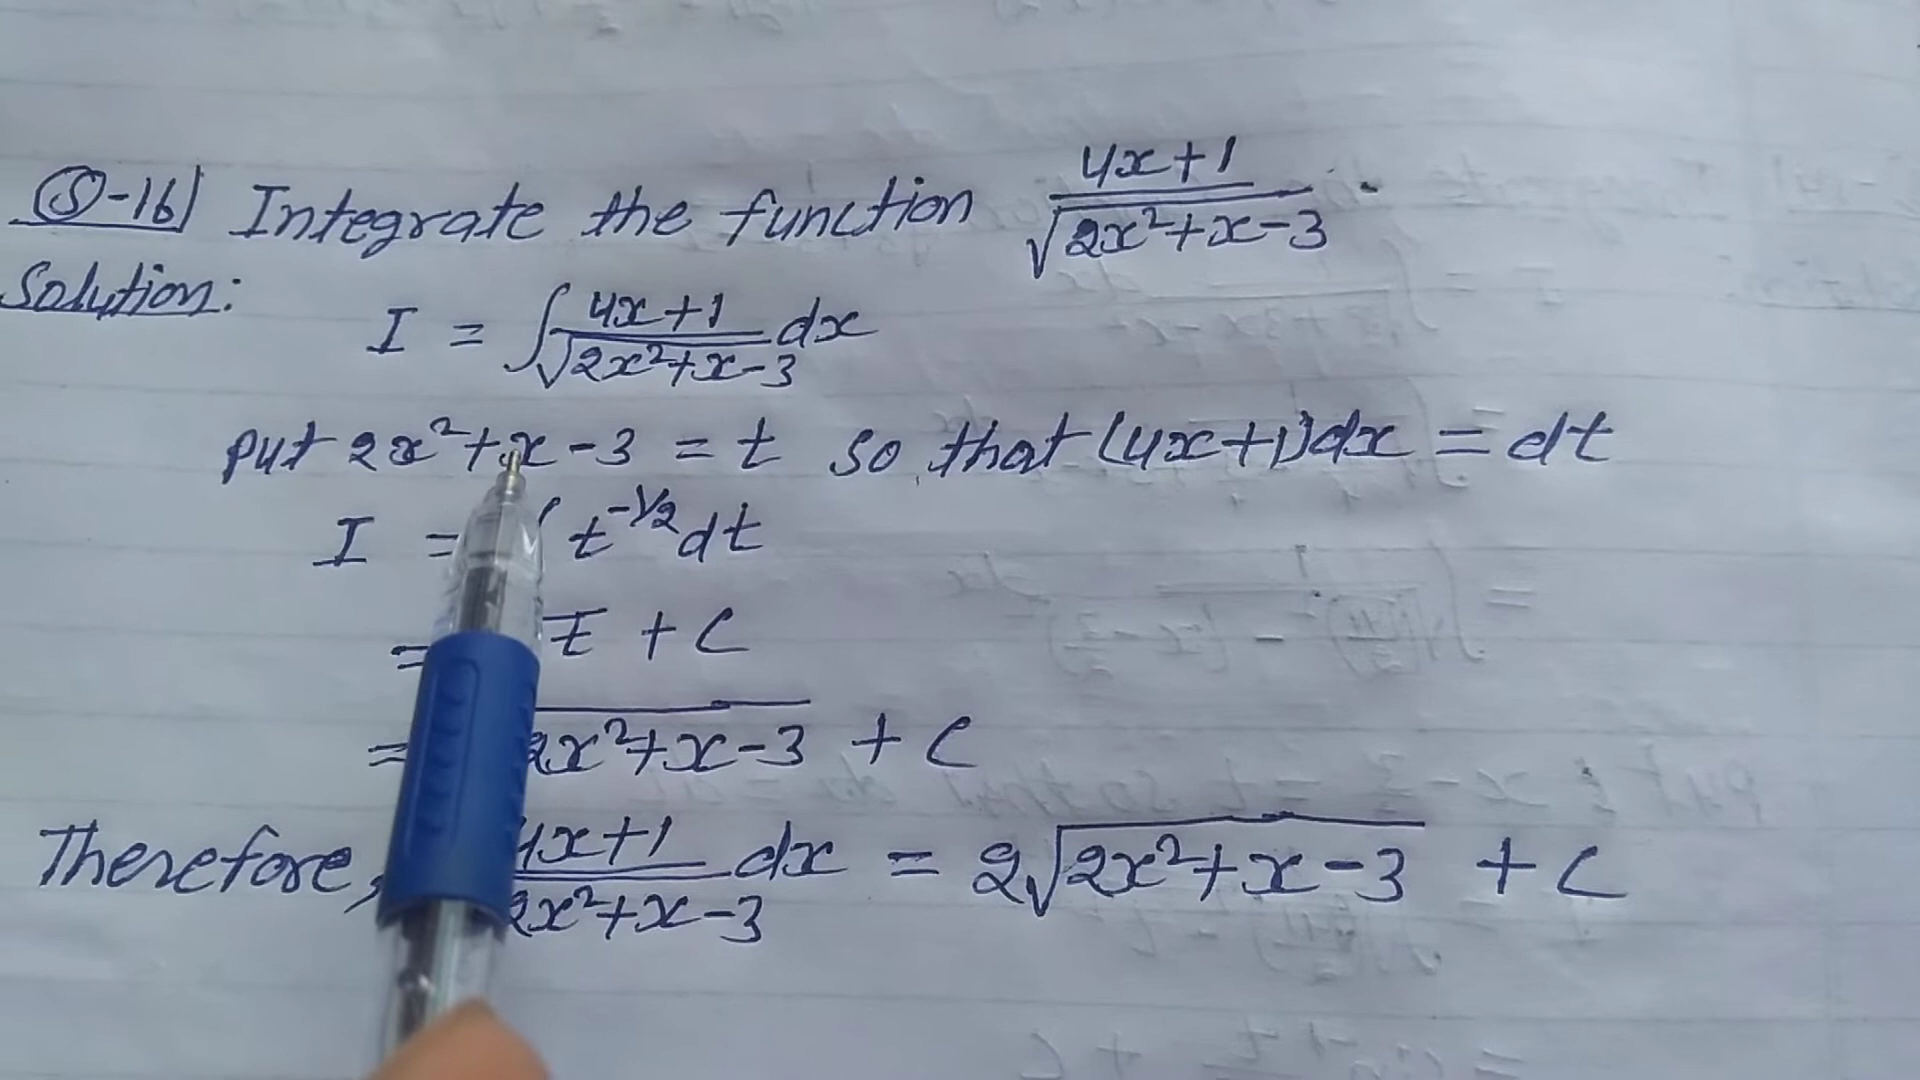 S-16) Integrate the function (4x+1)/√(2x²+x-3).
Solution:
I = ∫ (4x+1)/√(2x²+x-3) dx
put 2x²+x-3 = t so that (4x+1)dx = dt
I = ∫ t^(-1/2) dt
= t + C
= 2x²+x-3 + C
Therefore, 4x+1 / 2x²+x-3 dx = 2√(2x²+x-3) + C